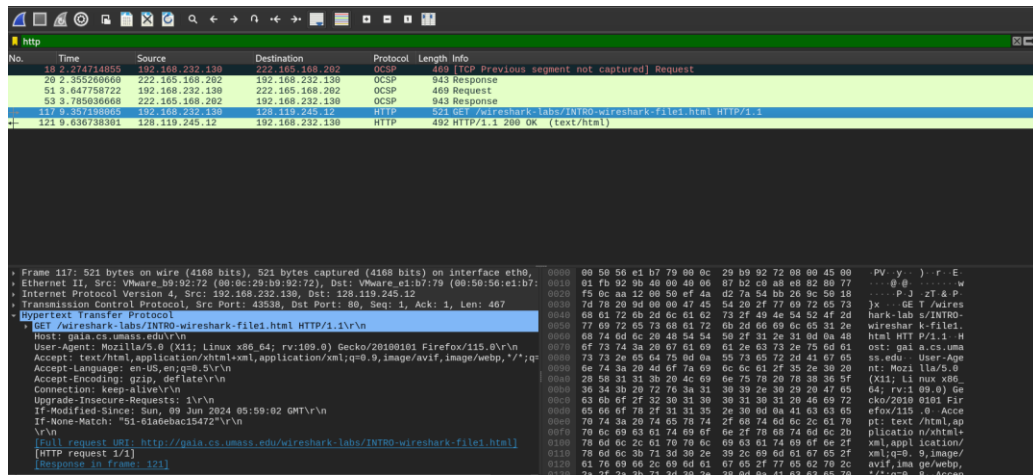 http
No. Time Source Destination Protocol Length Info
18 2.274714855 192.168.232.130 222.165.168.202 OCSP 469 [TCP Previous segment not captured] Request
20 2.355260660 222.165.168.202 192.168.232.130 OCSP 943 Response
51 3.647758722 192.168.232.130 222.165.168.202 OCSP 469 Request
53 3.785036668 222.165.168.202 192.168.232.130 OCSP 943 Response
117 9.357198065 192.168.232.130 128.119.245.12 HTTP 521 GET /wireshark-labs/INTRO-wireshark-file1.html HTTP/1.1
121 9.636738301 128.119.245.12 192.168.232.130 HTTP 492 HTTP/1.1 200 OK (text/html)
Frame 117: 521 bytes on wire (4168 bits), 521 bytes captured (4168 bits) on interface eth0,
Ethernet II, Src: VMware_b9:92:72 (00:0c:29:b9:92:72), Dst: VMware_e1:b7:79 (00:50:56:e1:b7:
Internet Protocol Version 4, Src: 192.168.232.130, Dst: 128.119.245.12
Transmission Control Protocol, Src Port: 43538, Dst Port: 80, Seq: 1, Ack: 1, Len: 467
Hypertext Transfer Protocol
GET /wireshark-labs/INTRO-wireshark-file1.html HTTP/1.1\r\n
Host: gaia.cs.umass.edu\r\n
User-Agent: Mozilla/5.0 (X11; Linux x86_64; rv:109.0) Gecko/20100101 Firefox/115.0\r\n
Accept: text/html,application/xhtml+xml,application/xml;q=0.9,image/avif,image/webp,*/*;q=
Accept-Language: en-US,en;q=0.5\r\n
Accept-Encoding: gzip, deflate\r\n
Connection: keep-alive\r\n
Upgrade-Insecure-Requests: 1\r\n
If-Modified-Since: Sun, 09 Jun 2024 05:59:02 GMT\r\n
If-None-Match: "51-61a6ebac15472"\r\n
\r\n
[Full request URI: http://gaia.cs.umass.edu/wireshark-labs/INTRO-wireshark-file1.html]
[HTTP request 1/1]
[Response in frame: 121]
0000 00 50 56 e1 b7 79 00 0c 29 b9 92 72 08 00 45 00 ·PV··y·· )··r··E·
0010 01 fb 92 9b 40 00 40 06 87 b2 c0 a8 e8 82 80 77
0020 f5 0c aa 12 00 50 ef 4a d2 7a 54 bb 26 9c 50 18
0030 7d 78 20 9d 00 00 47 45 54 20 2f 77 69 72 65 73 }x ···GE T /wires
0040 68 61 72 6b 2d 6c 61 62 73 2f 49 4e 54 52 4f 2d hark-lab s/INTRO-
0050 77 69 72 65 73 68 61 72 6b 2d 66 69 6c 65 31 2e wireshar k-file1.
0060 68 74 6d 6c 20 48 54 54 50 2f 31 2e 31 0d 0a 48 html HTT P/1.1··H
0070 6f 73 74 3a 20 67 61 69 61 2e 63 73 2e 75 6d 61 ost: gai a.cs.uma
0080 73 73 2e 65 64 75 0d 0a 55 73 65 72 2d 41 67 65 ss.edu·· User-Age
0090 6e 74 3a 20 4d 6f 7a 69 6c 6c 61 2f 35 2e 30 20 nt: Mozi lla/5.0
00a0 28 58 31 31 3b 20 4c 69 6e 75 78 20 78 38 36 5f (X11; Li nux x86_
00b0 36 34 3b 20 72 76 3a 31 30 39 2e 30 29 20 47 65 64; rv:1 09.0) Ge
00c0 63 6b 6f 2f 32 30 31 30 30 31 30 31 20 46 69 72 cko/2010 0101 Fir
00d0 65 66 6f 78 2f 31 31 35 2e 30 0d 0a 41 63 63 65 efox/115 .0··Acce
00e0 70 74 3a 20 74 65 78 74 2f 68 74 6d 6c 2c 61 70 pt: text /html,ap
00f0 70 6c 69 63 61 74 69 6f 6e 2f 78 68 74 6d 6c 2b plicatio n/xhtml+
0100 78 6d 6c 2c 61 70 70 6c 69 63 61 74 69 6f 6e 2f xml,appl ication/
0110 78 6d 6c 3b 71 3d 30 2e 39 2c 69 6d 61 67 65 2f xml;q=0. 9,image/
0120 61 76 69 66 2c 69 6d 61 67 65 2f 77 65 62 70 2c avif,ima ge/webp,